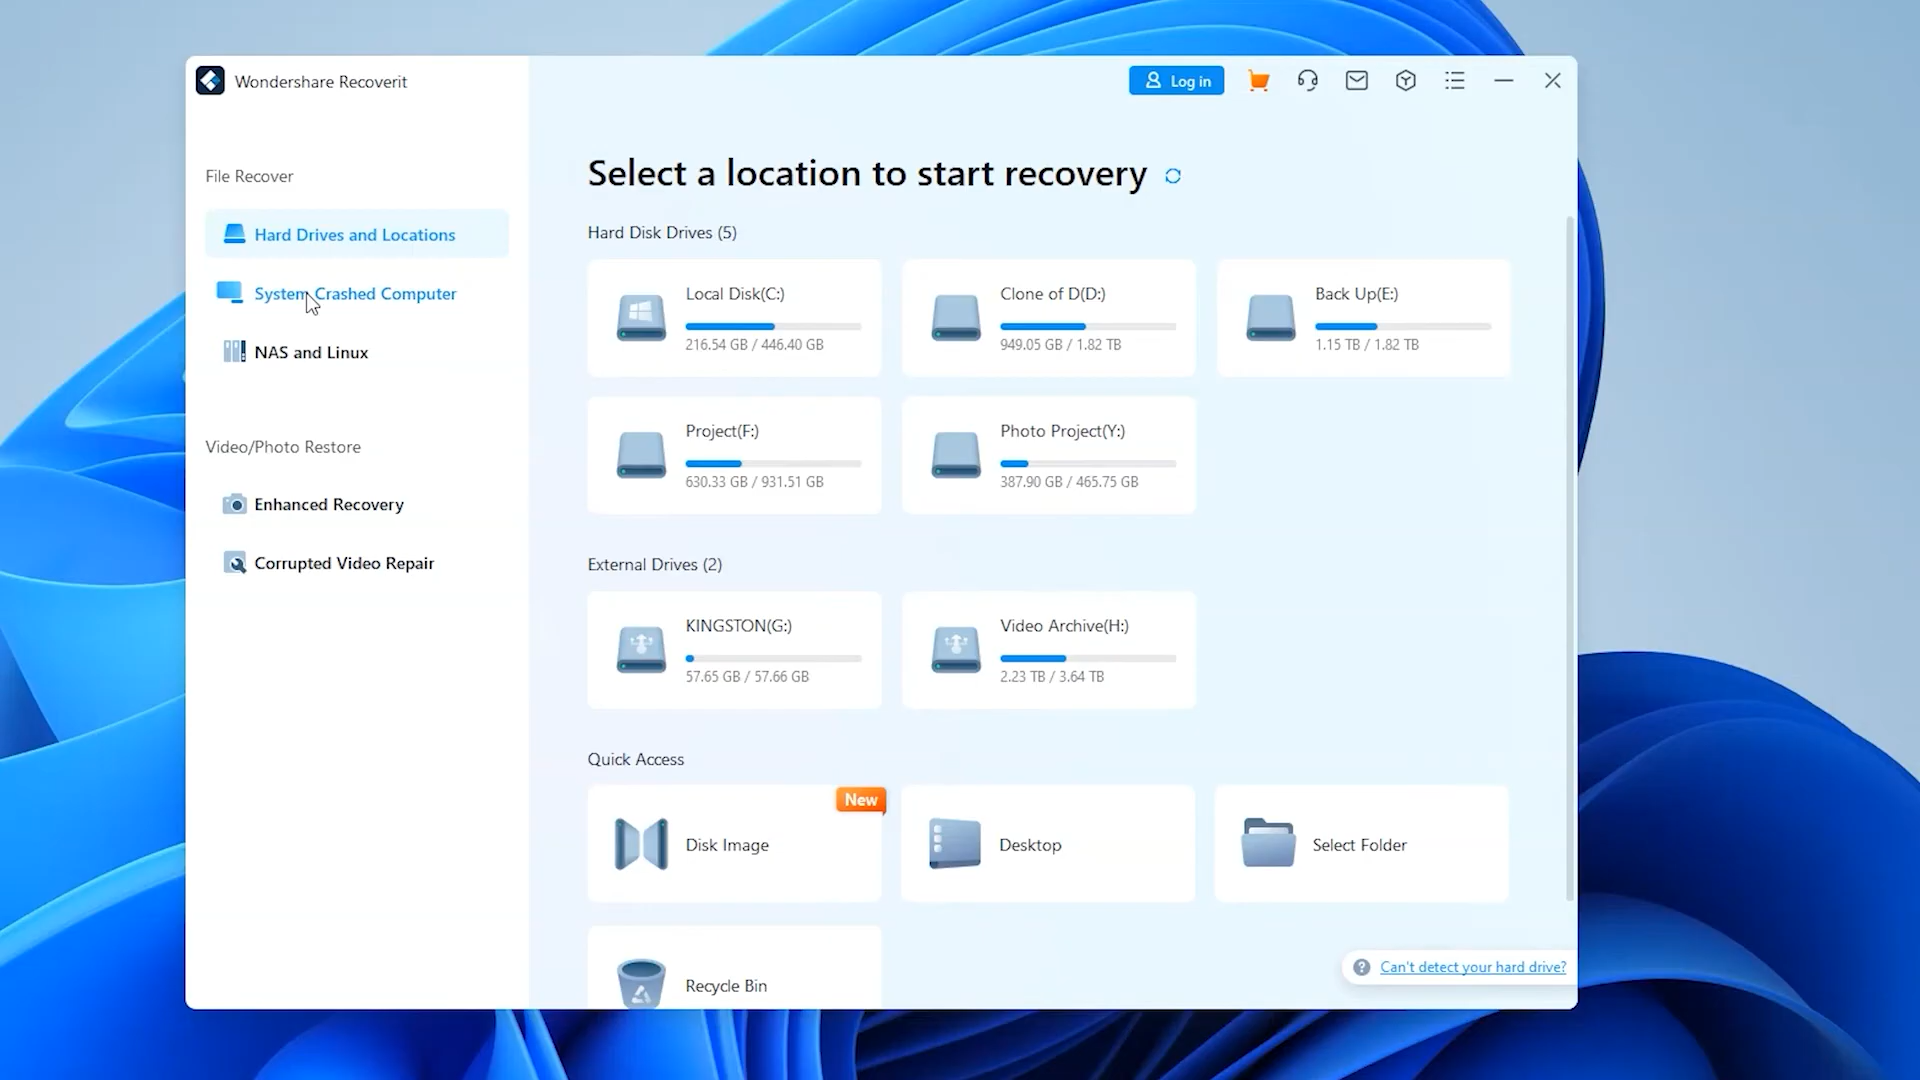 Wondershare Recoverit
Log in
File Recover
Hard Drives and Locations
System Crashed Computer
NAS and Linux
Video/Photo Restore
Enhanced Recovery
Corrupted Video Repair
Select a location to start recovery
Hard Disk Drives (5)
Local Disk(C:)
216.54 GB / 446.40 GB
Clone of D(D:)
949.05 GB / 1.82 TB
Back Up(E:)
1.15 TB / 1.82 TB
Project(F:)
630.33 GB / 931.51 GB
Photo Project(Y:)
387.90 GB / 465.75 GB
External Drives (2)
KINGSTON(G:)
57.65 GB / 57.66 GB
Video Archive(H:)
2.23 TB / 3.64 TB
Quick Access
New
Disk Image
Desktop
Select Folder
Recycle Bin
Can't detect your hard drive?